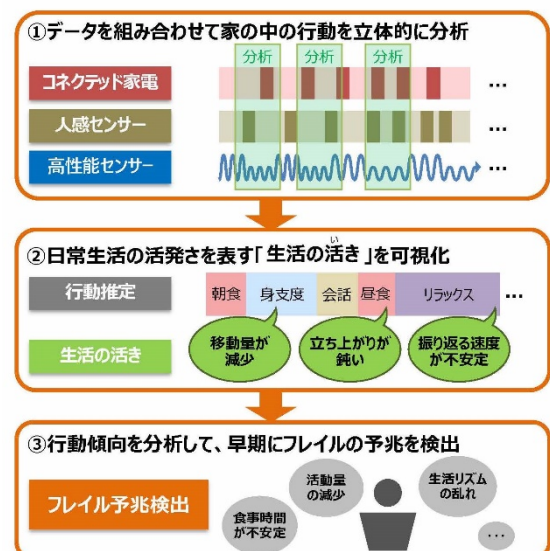 ①データを組み合わせて家の中の行動を立体的に分析
分析 分析 分析
コネクテッド家電 …
人感センサー …
高性能センサー …
②日常生活の活発さを表す「生活の活き」を可視化
い
行動推定 朝食 身支度 会話 昼食 リラックス …
生活の活き
移動量が
減少
立ち上がりが
鈍い
振り返る速度
が不安定
③行動傾向を分析して、早期にフレイルの予兆を検出
フレイル予兆検出
食事時間
が不安定
活動量
の減少
生活リズム
の乱れ
…